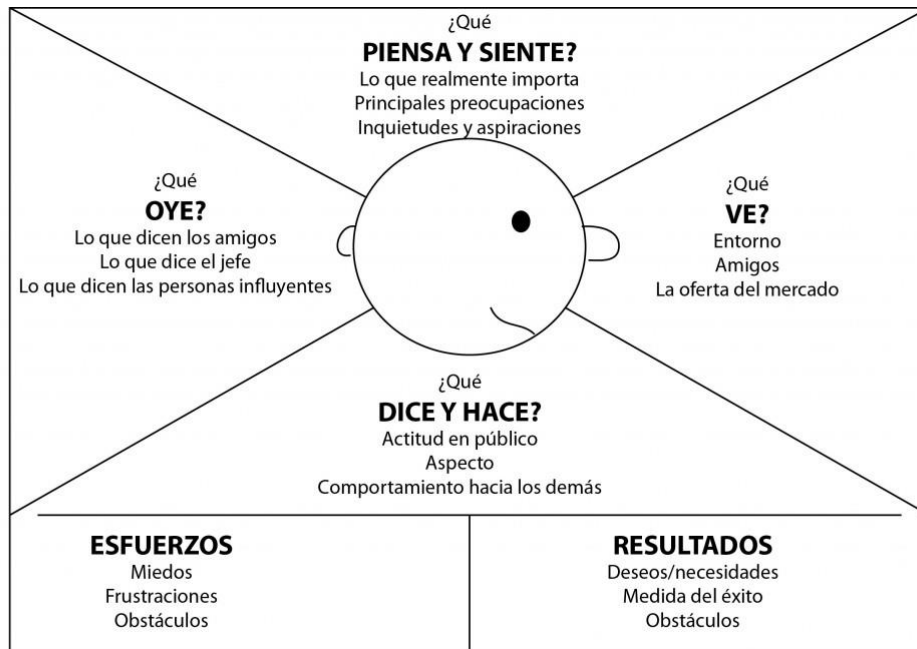 ¿Qué
PIENSA Y SIENTE?
Lo que realmente importa
Principales preocupaciones
Inquietudes y aspiraciones
¿Qué
OYE?
Lo que dicen los amigos
Lo que dice el jefe
Lo que dicen las personas influyentes
¿Qué
VE?
Entorno
Amigos
La oferta del mercado
¿Qué
DICE Y HACE?
Actitud en público
Aspecto
Comportamiento hacia los demás
ESFUERZOS
Miedos
Frustraciones
Obstáculos
RESULTADOS
Deseos/necesidades
Medida del éxito
Obstáculos